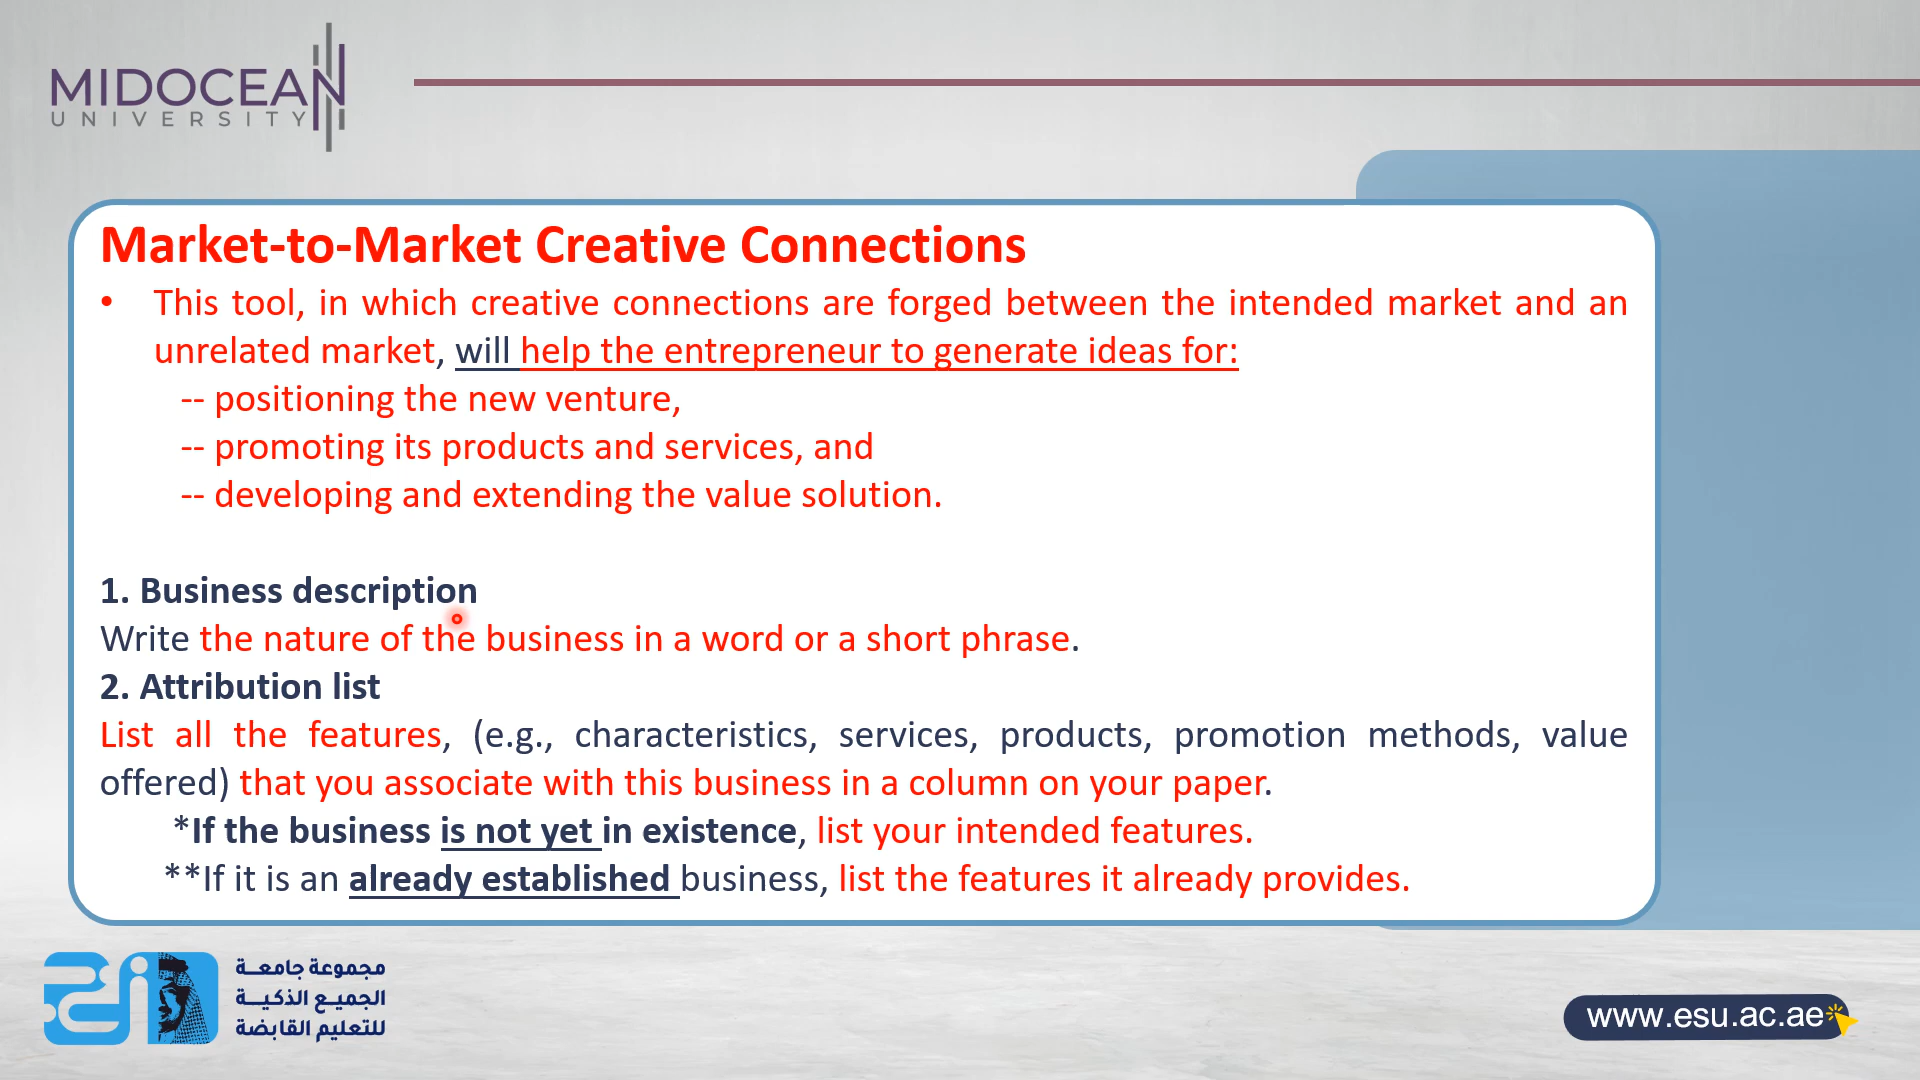 MIDOCEAN
UNIVERSITY
Market-to-Market Creative Connections
• This tool, in which creative connections are forged between the intended market and an
unrelated market, will help the entrepreneur to generate ideas for:
-- positioning the new venture,
-- promoting its products and services, and
-- developing and extending the value solution.
1. Business description
Write the nature of the business in a word or a short phrase.
2. Attribution list
List all the features, (e.g., characteristics, services, products, promotion methods, value
offered) that you associate with this business in a column on your paper.
*If the business is not yet in existence, list your intended features.
**If it is an already established business, list the features it already provides.
مجموعة جامعـــة
الجميـع الذكيـــة
للتعليم القابضة
www.esu.ac.ae